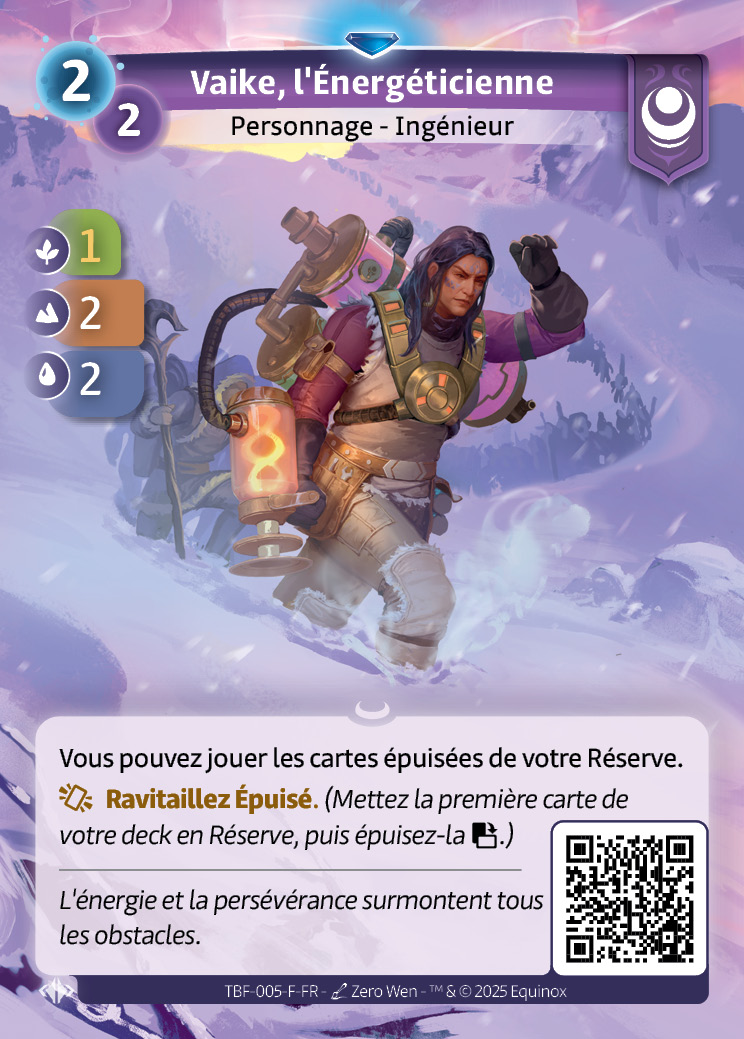 2
Vaike, l'Énergéticienne
2
Personnage - Ingénieur
1
2
2
Vous pouvez jouer les cartes épuisées de votre Réserve.
Ravitaillez Épuisé. (Mettez la première carte de
votre deck en Réserve, puis épuisez-la .)
L'énergie et la persévérance surmontent tous
les obstacles.
TBF-005-F-FR - Zero Wen - ™ & © 2025 Equinox